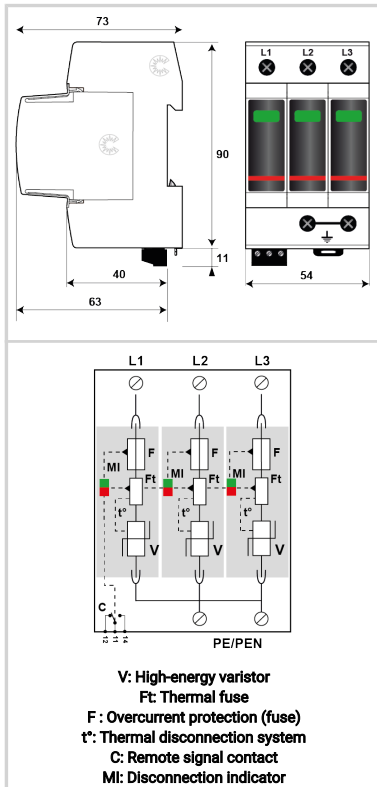 73
L1 L2 L3
90
11
40
63
54
L1 L2 L3
F F F
MI MI MI
Ft Ft Ft
t° t° t°
V V V
C
12 11 14
PE/PEN
V: High-energy varistor
Ft: Thermal fuse
F : Overcurrent protection (fuse)
t°: Thermal disconnection system
C: Remote signal contact
MI: Disconnection indicator